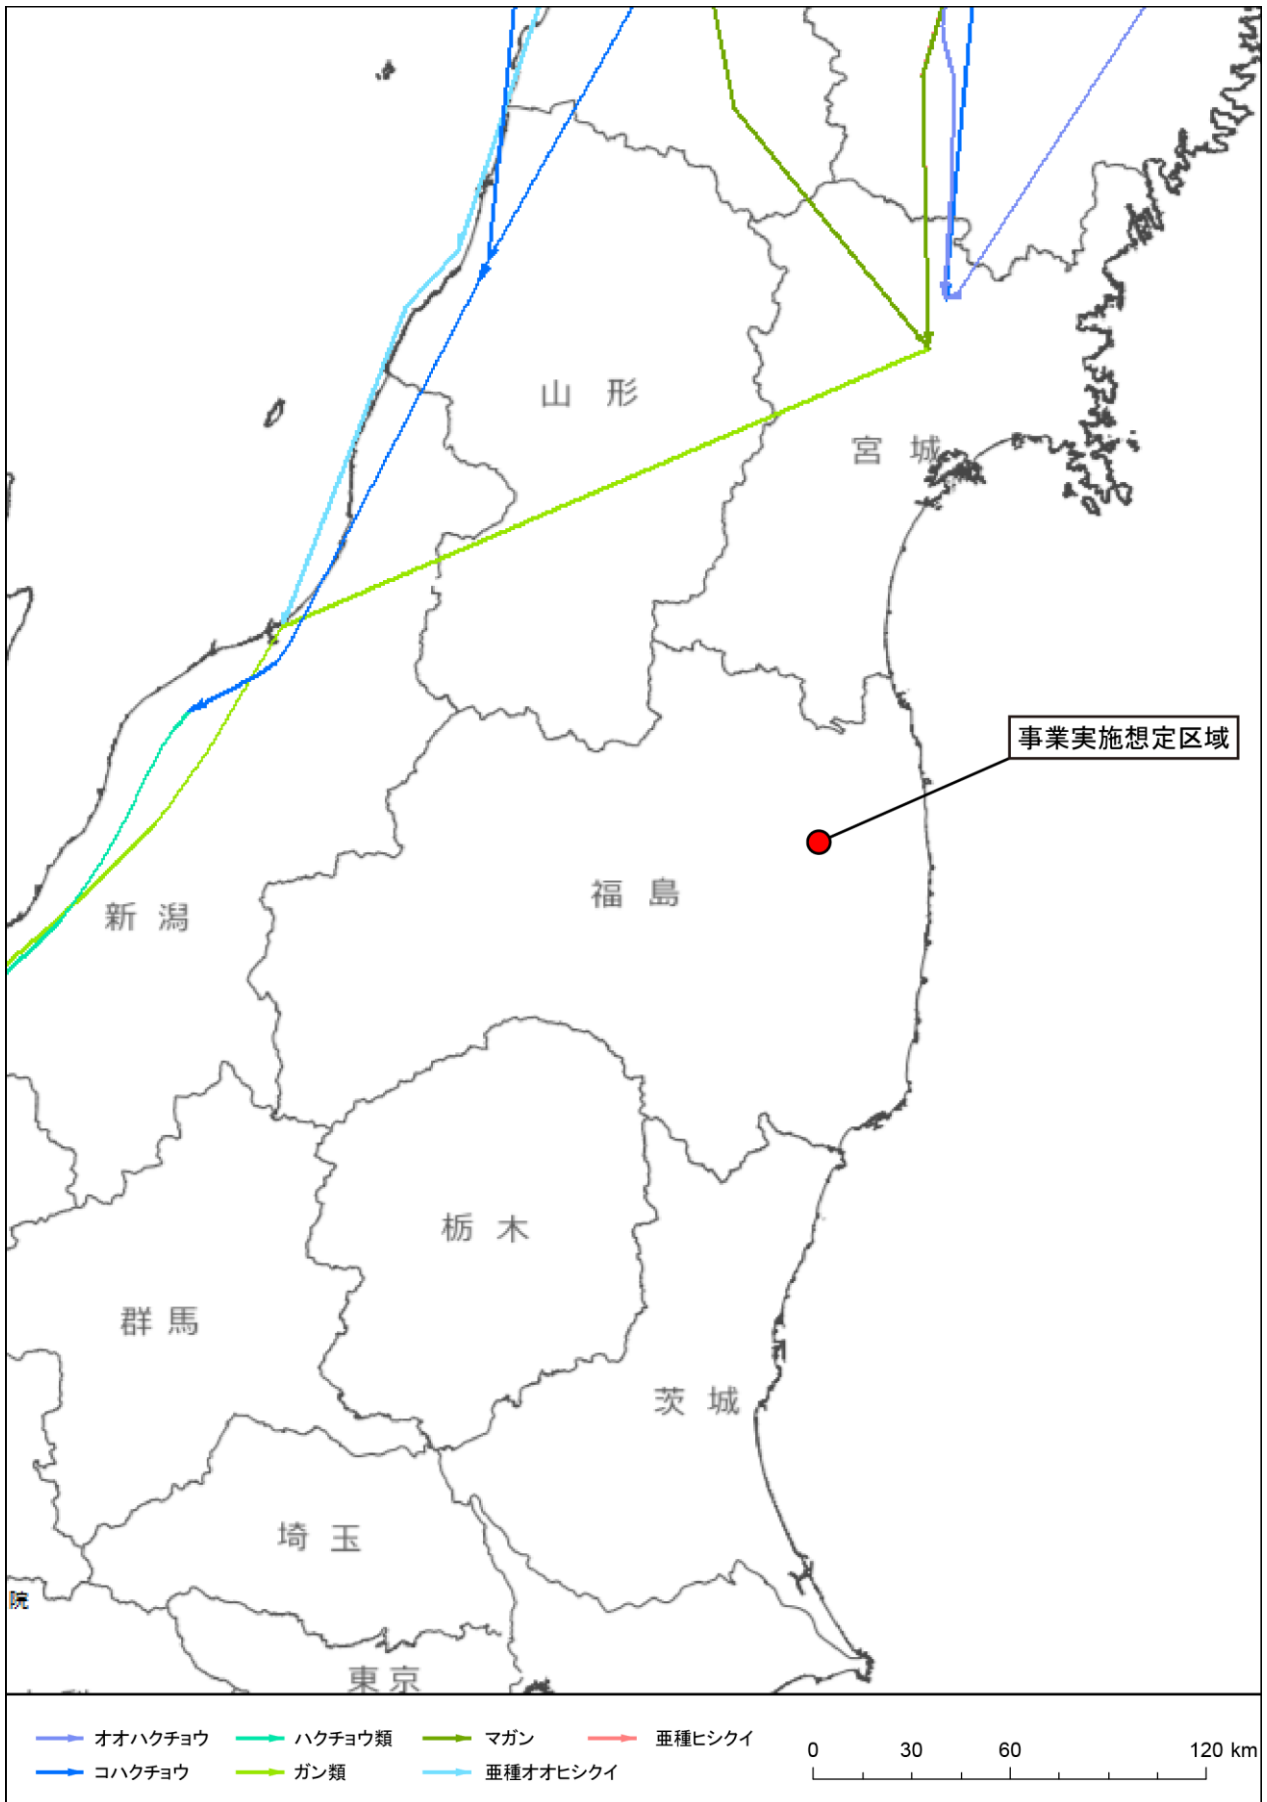 山形
宮城
事業実施想定区域
福島
新潟
栃木
群馬
茨城
埼玉
院
東京
オオハクチョウ ハクチョウ類 マガン 亜種ヒシクイ
コハクチョウ ガン類 亜種オオヒシクイ
0 30 60 120 km